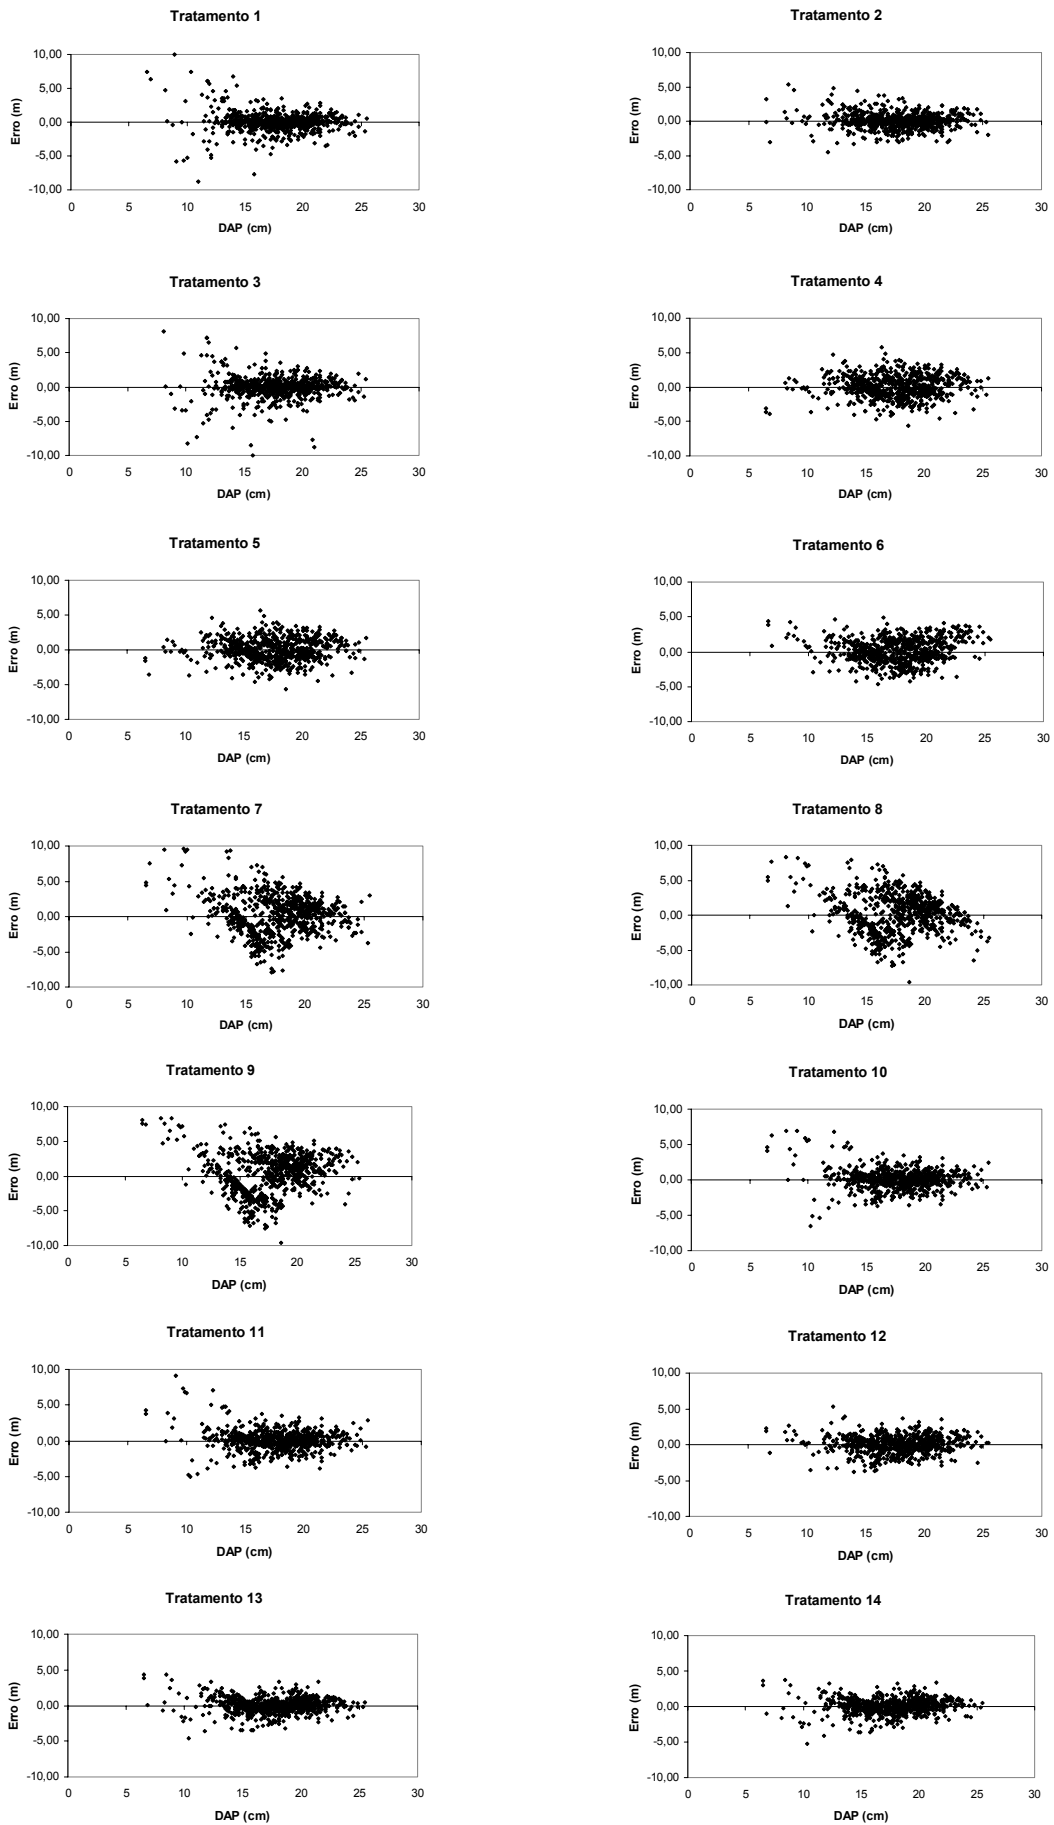 Tratamento 1
10,00
5,00
0,00
-5,00
-10,00
0 5 10 15 20 25 30
Erro (m)
DAP (cm)
Tratamento 2
10,00
5,00
0,00
-5,00
-10,00
0 5 10 15 20 25 30
Erro (m)
DAP (cm)
Tratamento 3
10,00
5,00
0,00
-5,00
-10,00
0 5 10 15 20 25 30
Erro (m)
DAP (cm)
Tratamento 4
10,00
5,00
0,00
-5,00
-10,00
0 5 10 15 20 25 30
Erro (m)
DAP (cm)
Tratamento 5
10,00
5,00
0,00
-5,00
-10,00
0 5 10 15 20 25 30
Erro (m)
DAP (cm)
Tratamento 6
10,00
5,00
0,00
-5,00
-10,00
0 5 10 15 20 25 30
Erro (m)
DAP (cm)
Tratamento 7
10,00
5,00
0,00
-5,00
-10,00
0 5 10 15 20 25 30
Erro (m)
DAP (cm)
Tratamento 8
10,00
5,00
0,00
-5,00
-10,00
0 5 10 15 20 25 30
Erro (m)
DAP (cm)
Tratamento 9
10,00
5,00
0,00
-5,00
-10,00
0 5 10 15 20 25 30
Erro (m)
DAP (cm)
Tratamento 10
10,00
5,00
0,00
-5,00
-10,00
0 5 10 15 20 25 30
Erro (m)
DAP (cm)
Tratamento 11
10,00
5,00
0,00
-5,00
-10,00
0 5 10 15 20 25 30
Erro (m)
DAP (cm)
Tratamento 12
10,00
5,00
0,00
-5,00
-10,00
0 5 10 15 20 25 30
Erro (m)
DAP (cm)
Tratamento 13
10,00
5,00
0,00
-5,00
-10,00
0 5 10 15 20 25 30
Erro (m)
DAP (cm)
Tratamento 14
10,00
5,00
0,00
-5,00
-10,00
0 5 10 15 20 25 30
Erro (m)
DAP (cm)